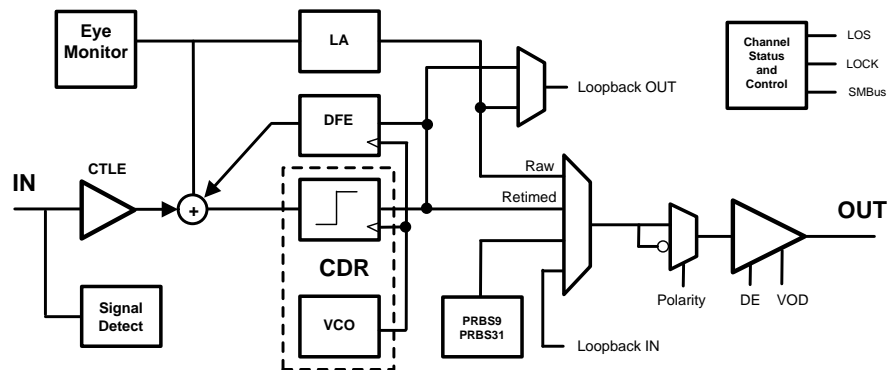 Eye
Monitor
LA
DFE
CTLE
IN
+
CDR
VCO
Signal
Detect
Loopback OUT
Channel
Status
and
Control
LOS
LOCK
SMBus
Raw
Retimed
PRBS9
PRBS31
Loopback IN
Polarity
DE
VOD
OUT